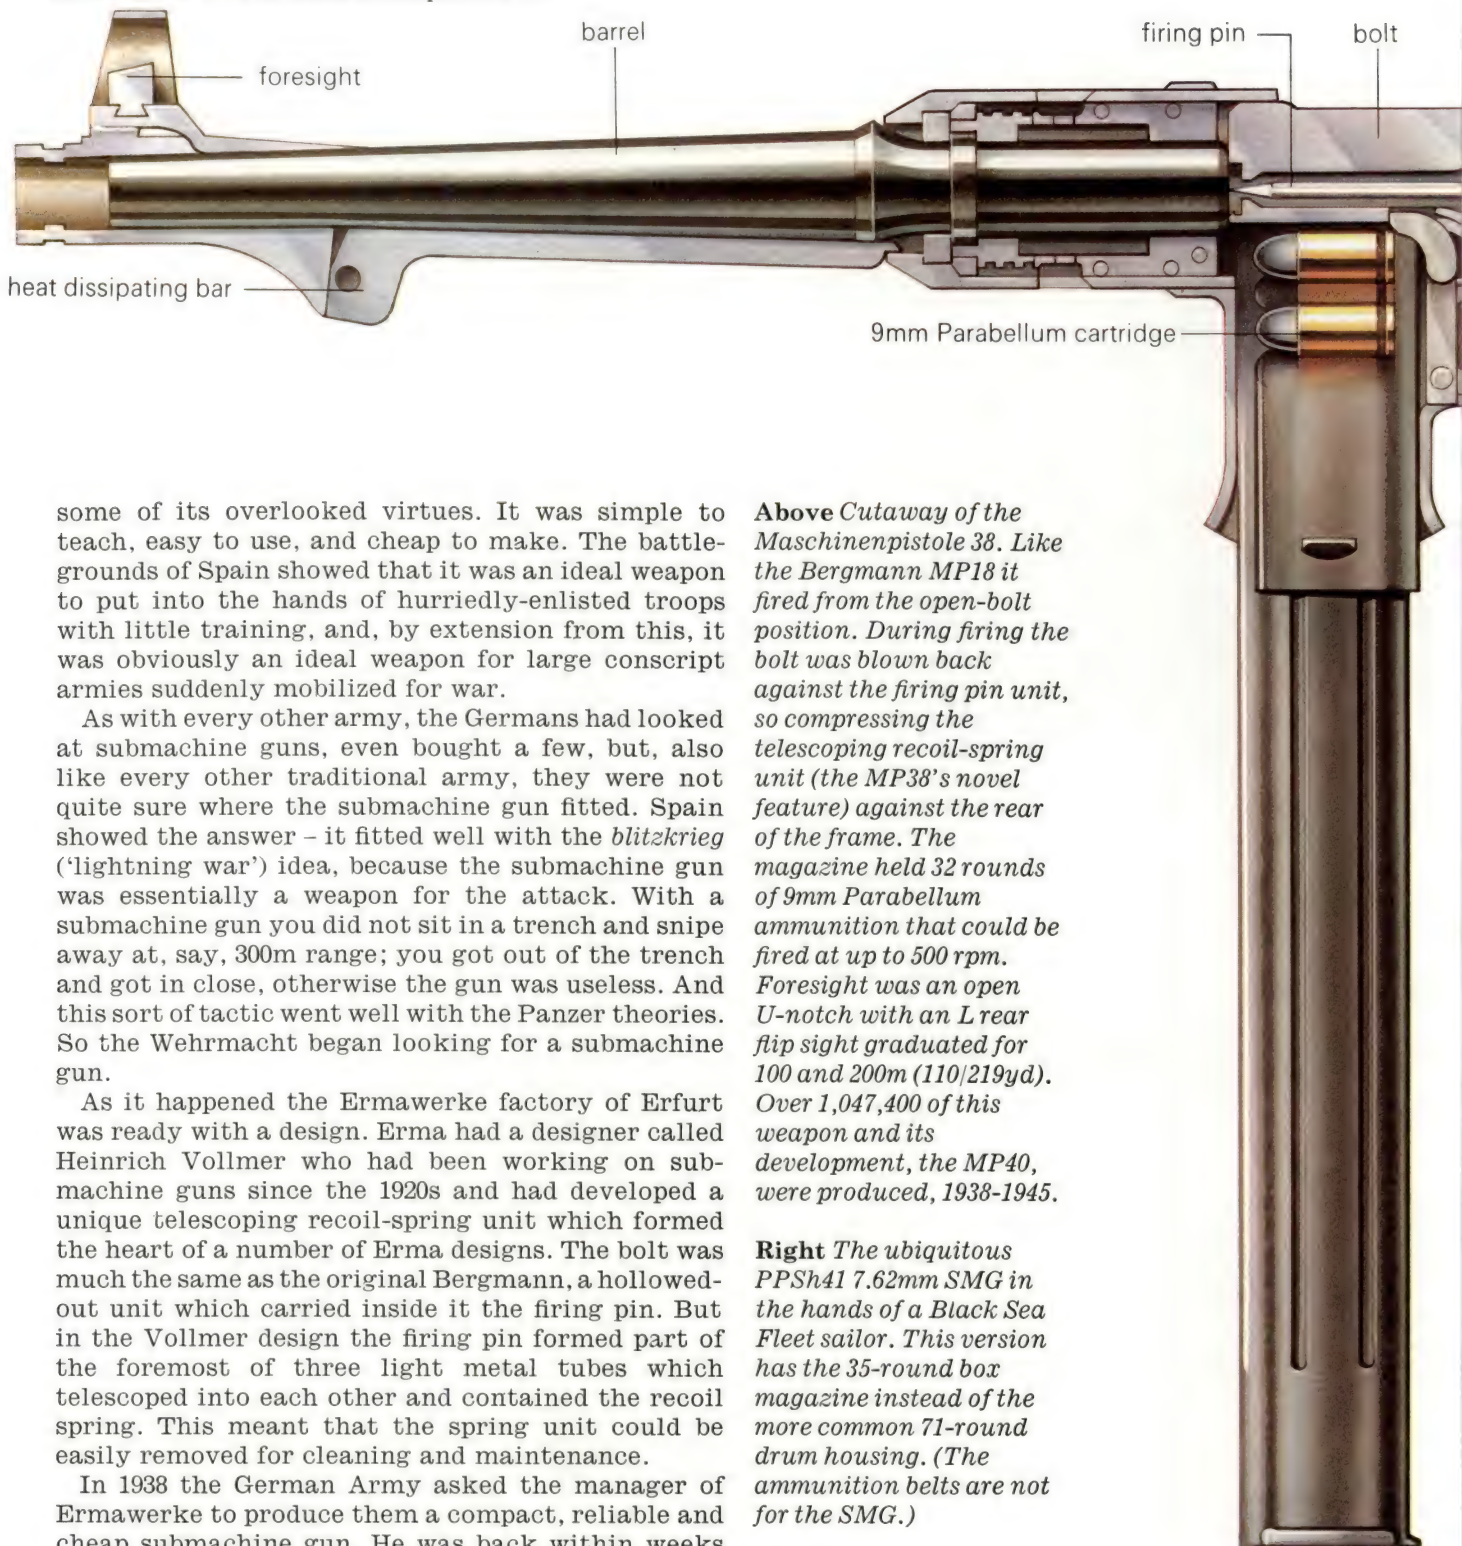 barrel
firing pin
bolt
foresight
heat dissipating bar
9mm Parabellum cartridge
some of its overlooked virtues. It was simple to
teach, easy to use, and cheap to make. The battle-
grounds of Spain showed that it was an ideal weapon
to put into the hands of hurriedly-enlisted troops
with little training, and, by extension from this, it
was obviously an ideal weapon for large conscript
armies suddenly mobilized for war.
As with every other army, the Germans had looked
at submachine guns, even bought a few, but, also
like every other traditional army, they were not
quite sure where the submachine gun fitted. Spain
showed the answer – it fitted well with the blitzkrieg
(‘lightning war’) idea, because the submachine gun
was essentially a weapon for the attack. With a
submachine gun you did not sit in a trench and snipe
away at, say, 300m range; you got out of the trench
and got in close, otherwise the gun was useless. And
this sort of tactic went well with the Panzer theories.
So the Wehrmacht began looking for a submachine
gun.
As it happened the Ermawerke factory of Erfurt
was ready with a design. Erma had a designer called
Heinrich Vollmer who had been working on sub-
machine guns since the 1920s and had developed a
unique telescoping recoil-spring unit which formed
the heart of a number of Erma designs. The bolt was
much the same as the original Bergmann, a hollowed-
out unit which carried inside it the firing pin. But
in the Vollmer design the firing pin formed part of
the foremost of three light metal tubes which
telescoped into each other and contained the recoil
spring. This meant that the spring unit could be
easily removed for cleaning and maintenance.
In 1938 the German Army asked the manager of
Ermawerke to produce them a compact, reliable and
cheap submachine gun. He was back within weeks
Above Cutaway of the
Maschinenpistole 38. Like
the Bergmann MP18 it
fired from the open-bolt
position. During firing the
bolt was blown back
against the firing pin unit,
so compressing the
telescoping recoil-spring
unit (the MP38's novel
feature) against the rear
of the frame. The
magazine held 32 rounds
of 9mm Parabellum
ammunition that could be
fired at up to 500 rpm.
Foresight was an open
U-notch with an L rear
flip sight graduated for
100 and 200m (110/219yd).
Over 1,047,400 of this
weapon and its
development, the MP40,
were produced, 1938-1945.
Right The ubiquitous
PPSh41 7.62mm SMG in
the hands of a Black Sea
Fleet sailor. This version
has the 35-round box
magazine instead of the
more common 71-round
drum housing. (The
ammunition belts are not
for the SMG.)